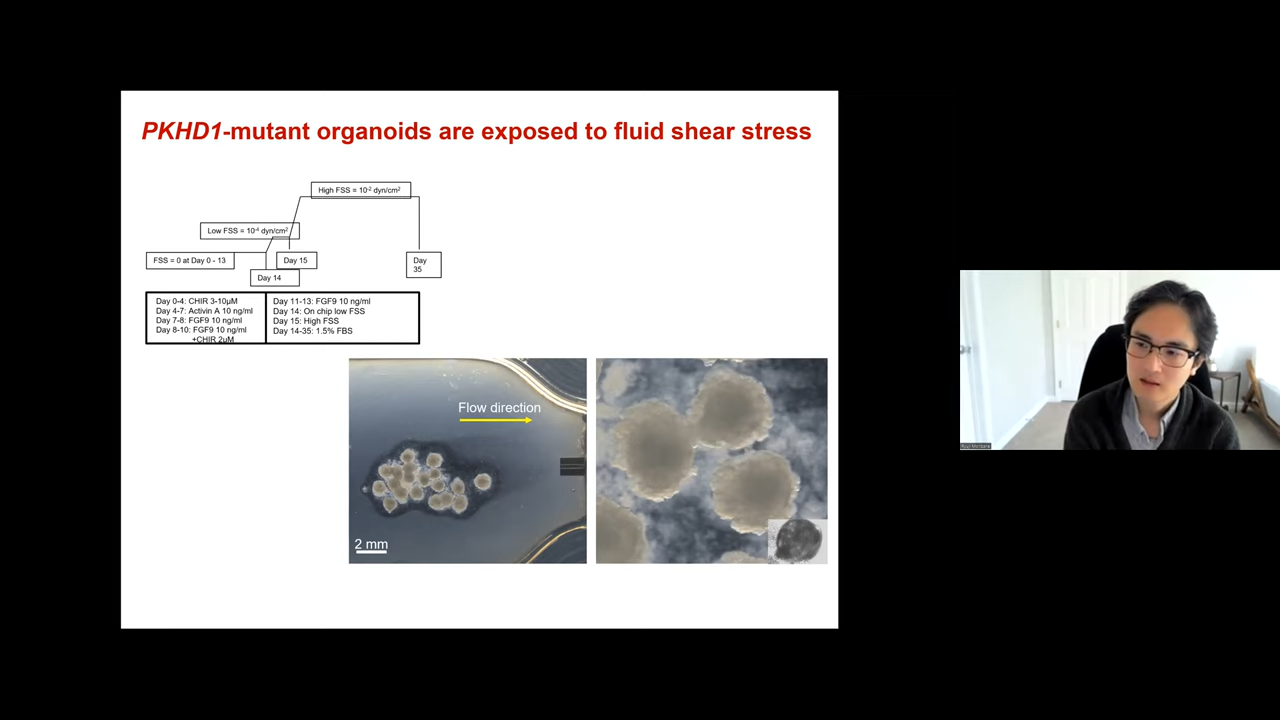 PKHD1-mutant organoids are exposed to fluid shear stress
High FSS = 10⁻² dyn/cm²
Low FSS = 10⁻⁴ dyn/cm²
FSS = 0 at Day 0 - 13
Day 15
Day
35
Day 14
Day 0-4: CHIR 3-10µM
Day 4-7: Activin A 10 ng/ml
Day 7-8: FGF9 10 ng/ml
Day 8-10: FGF9 10 ng/ml
+CHIR 2µM
Day 11-13: FGF9 10 ng/ml
Day 14: On chip low FSS
Day 15: High FSS
Day 14-35: 1.5% FBS
Flow direction
2 mm